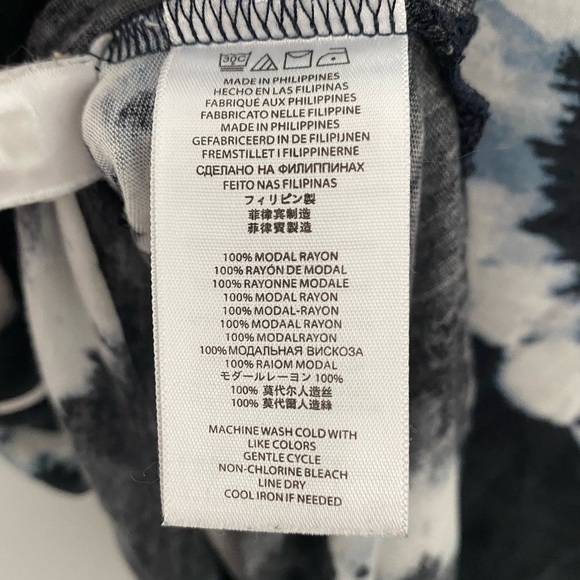 30C
MADE IN PHILIPPINES
HECHO EN LAS FILIPINAS
FABRIQUE AUX PHILIPPINES
FABBRICATO NELLE FILIPPINE
MADE IN PHILIPPINES
GEFABRICEERD IN DE FILIPIJNEN
FREMSTILLET I FILIPPINERNE
СДЕЛАНО НА ФИЛИППИНАХ
FEITO NAS FILIPINAS
フィリピン製
菲律宾制造
菲律賓製造
100% MODAL RAYON
100% RAYÓN DE MODAL
100% RAYONNE MODALE
100% RAYON MODAL
100% MODAL-RAYON
100% MODAAL RAYON
100% MODALRAYON
100% МОДАЛЬНАЯ ВИСКОЗА
100% RAIOM MODAL
モダールレーヨン 100%
100% 莫代尔人造丝
100% 莫代爾人造絲
MACHINE WASH COLD WITH
LIKE COLORS
GENTLE CYCLE
NON-CHLORINE BLEACH
LINE DRY
COOL IRON IF NEEDED